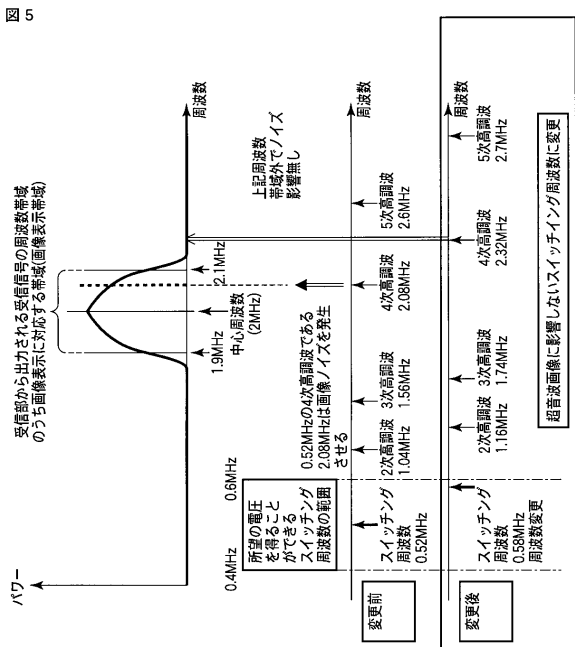 図5
受信部から出力される受信信号の周波数帯域
のうち画像表示に対応する帯域(画像表示帯域)
パワー
周波数
1.9MHz
中心周波数
(2MHz)
2.1MHz
上記周波数
帯域外でノイズ
影響無し
0.4MHz
0.6MHz
所望の電圧
を得ること
ができる
スイッチング
周波数の範囲
0.52MHzの4次高調波である
2.08MHzは画像ノイズを発生
させる
周波数
変更前
スイッチング
周波数
0.52MHz
2次高調波
1.04MHz
3次高調波
1.56MHz
4次高調波
2.08MHz
5次高調波
2.6MHz
周波数
変更後
スイッチング
周波数
0.58MHz
周波数変更
2次高調波
1.16MHz
3次高調波
1.74MHz
4次高調波
2.32MHz
5次高調波
2.7MHz
超音波画像に影響しないスイッチイング周波数に変更